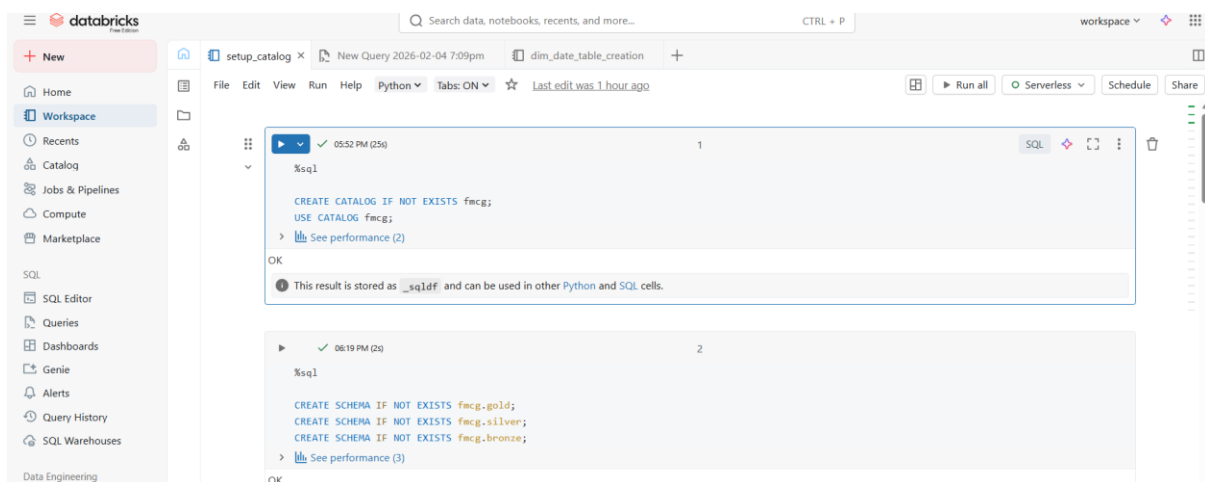 databricks
Free Edition
Search data, notebooks, recents, and more...
CTRL + P
workspace
New
setup_catalog
New Query 2026-02-04 7:09pm
dim_date_table_creation
Home
Workspace
Recents
Catalog
Jobs & Pipelines
Compute
Marketplace
SQL
SQL Editor
Queries
Dashboards
Genie
Alerts
Query History
SQL Warehouses
Data Engineering
File Edit View Run Help Python Tabs: ON Last edit was 1 hour ago
Run all Serverless Schedule Share
05:52 PM (25s) 1 SQL
%sql
CREATE CATALOG IF NOT EXISTS fmcg;
USE CATALOG fmcg;
See performance (2)
OK
This result is stored as _sqldf and can be used in other Python and SQL cells.
06:19 PM (2s) 2
%sql
CREATE SCHEMA IF NOT EXISTS fmcg.gold;
CREATE SCHEMA IF NOT EXISTS fmcg.silver;
CREATE SCHEMA IF NOT EXISTS fmcg.bronze;
See performance (3)
OK